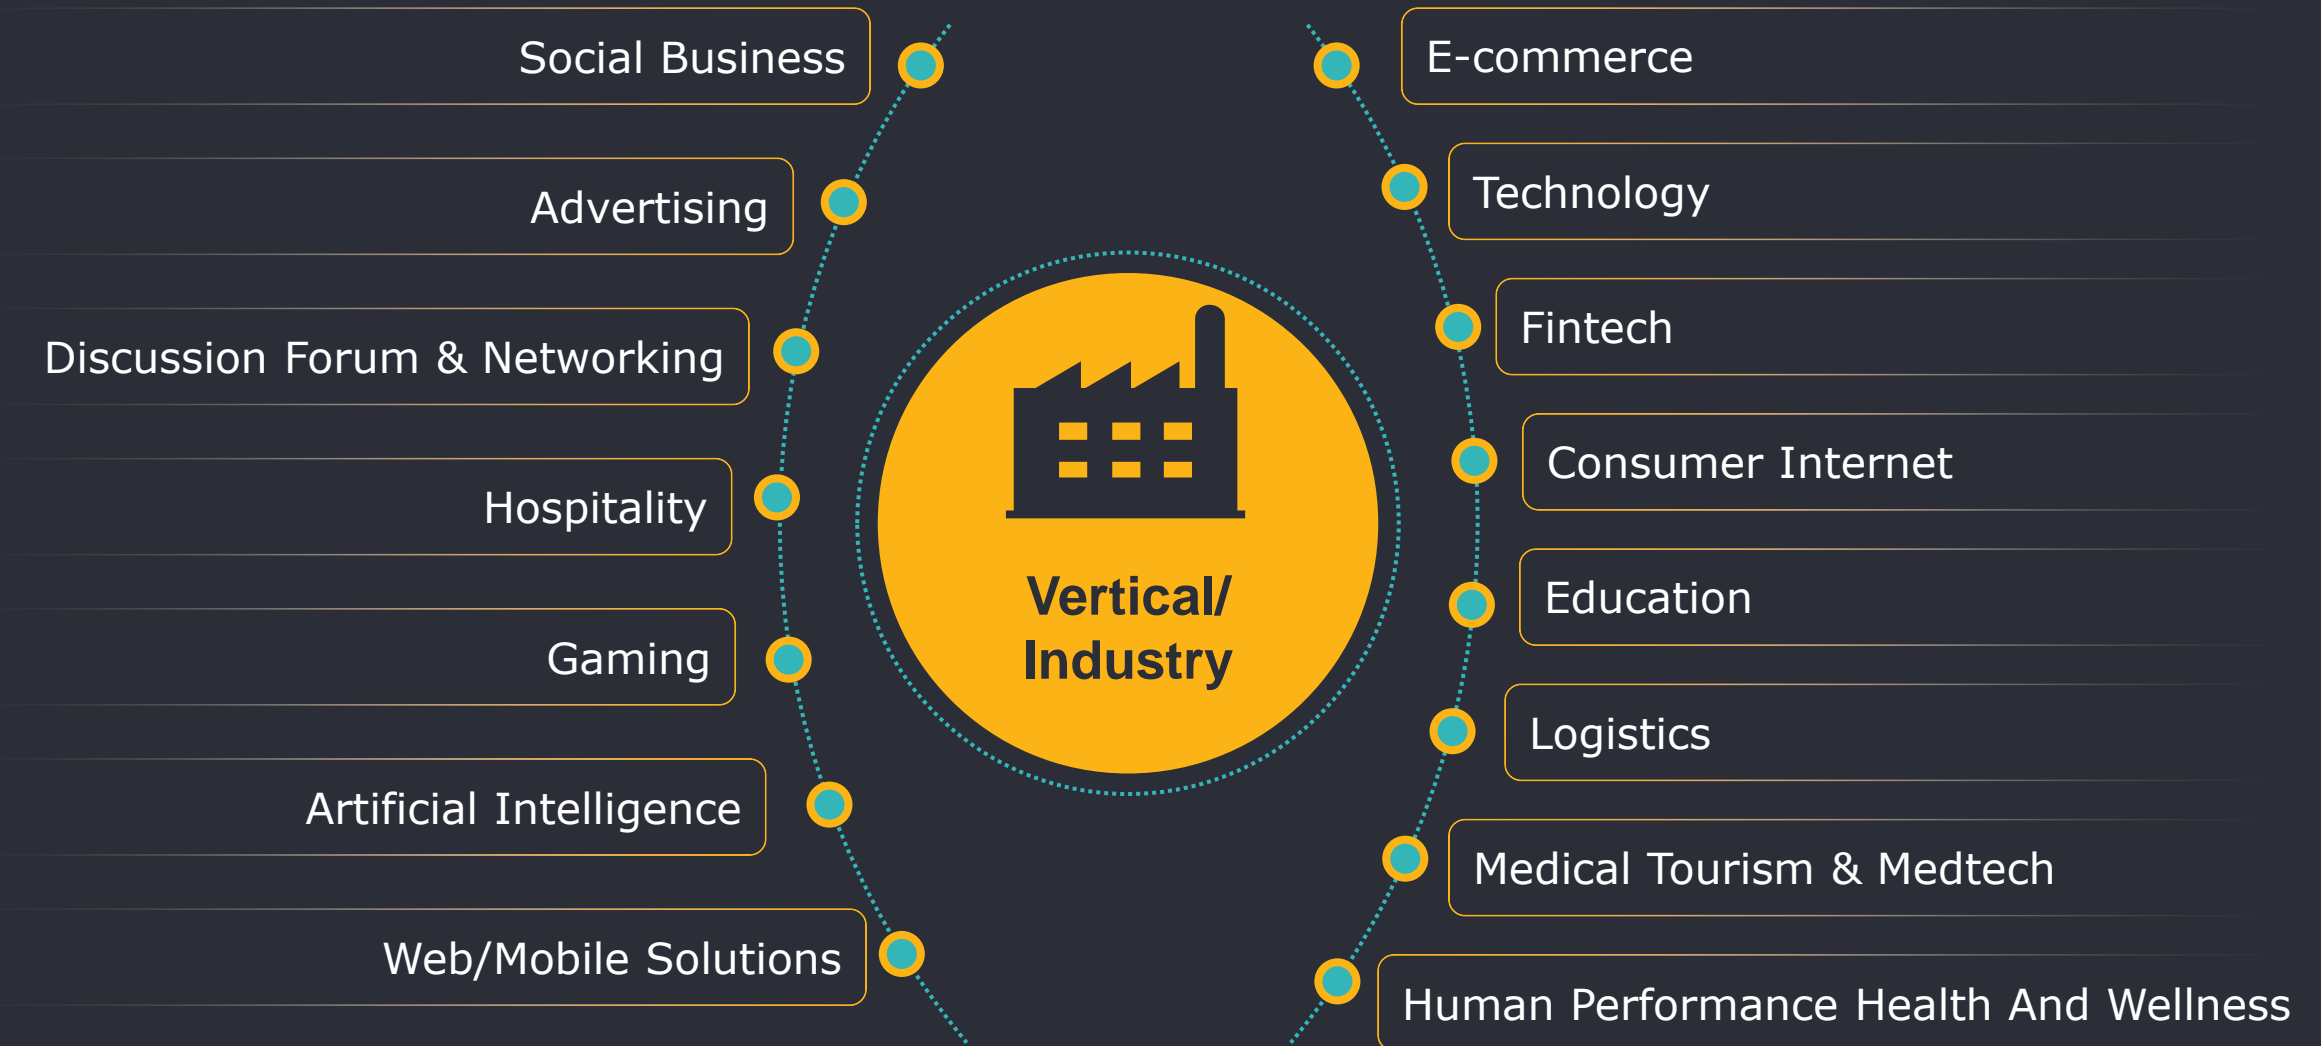 Social Business
Advertising
Discussion Forum & Networking
Hospitality
Gaming
Artificial Intelligence
Web/Mobile Solutions
Vertical/
Industry
E-commerce
Technology
Fintech
Consumer Internet
Education
Logistics
Medical Tourism & Medtech
Human Performance Health And Wellness